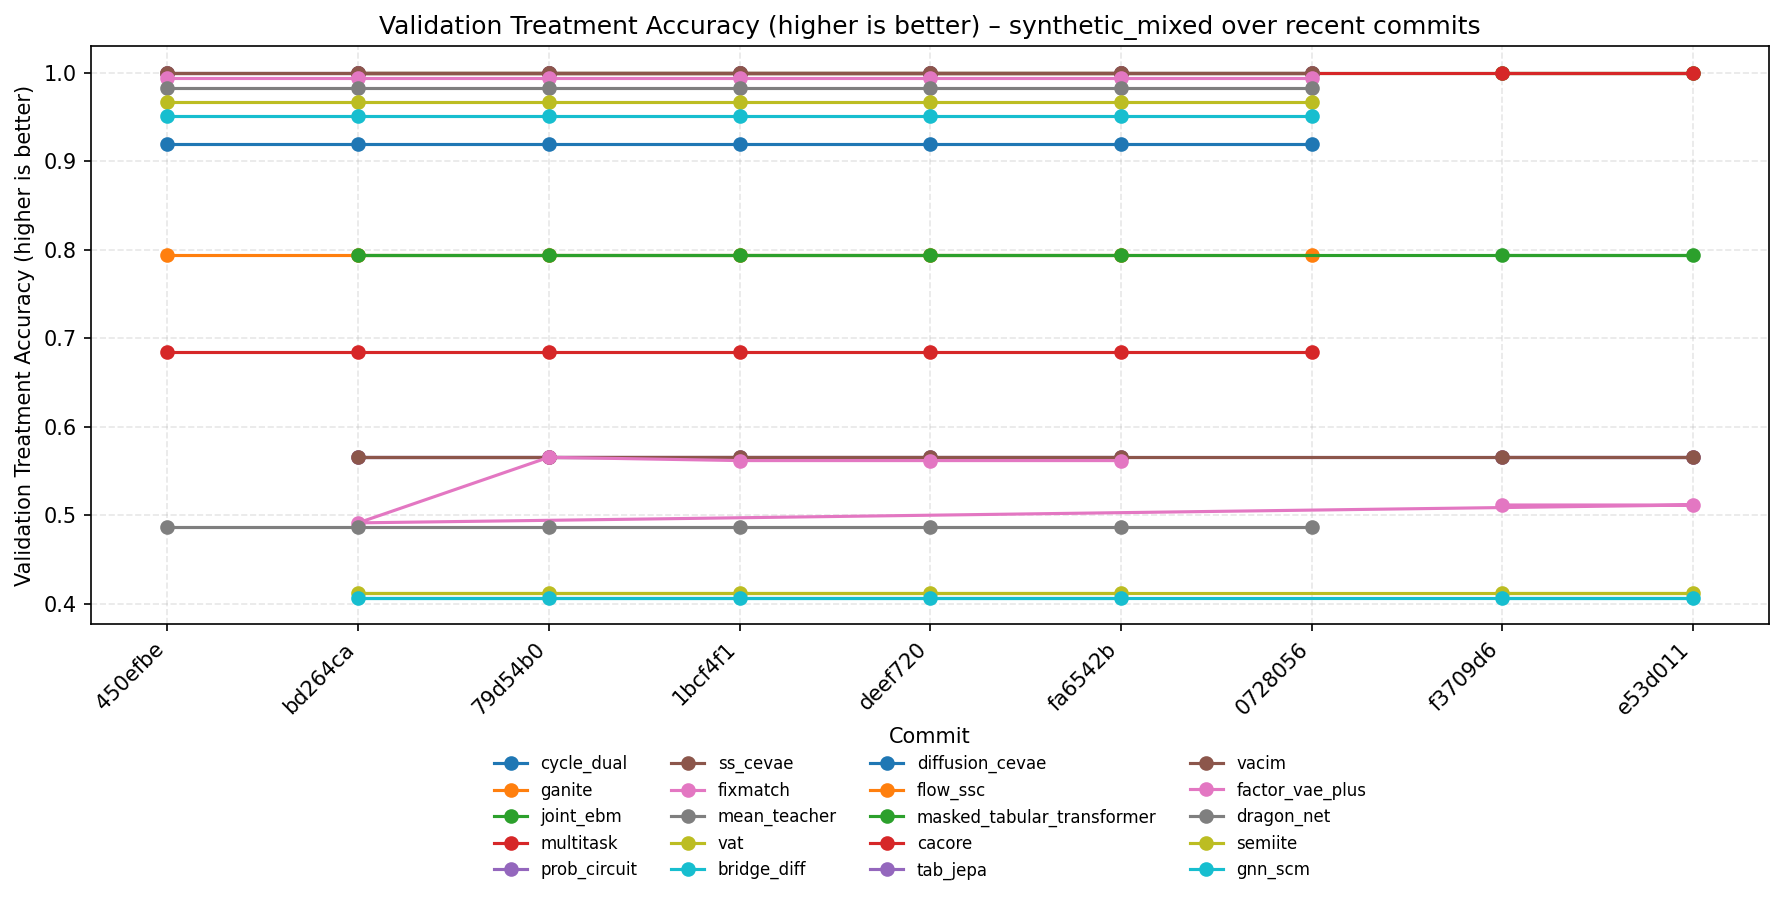 Validation Treatment Accuracy (higher is better) – synthetic_mixed over recent commits
Validation Treatment Accuracy (higher is better)
1.0
0.9
0.8
0.7
0.6
0.5
0.4
450efbe
bd264ca
79d54b0
1bcf4f1
deef720
fa6542b
0728056
f3709d6
e53d011
Commit
cycle_dual
ganite
joint_ebm
multitask
prob_circuit
ss_cevae
fixmatch
mean_teacher
vat
bridge_diff
diffusion_cevae
flow_ssc
masked_tabular_transformer
cacore
tab_jepa
vacim
factor_vae_plus
dragon_net
semiite
gnn_scm